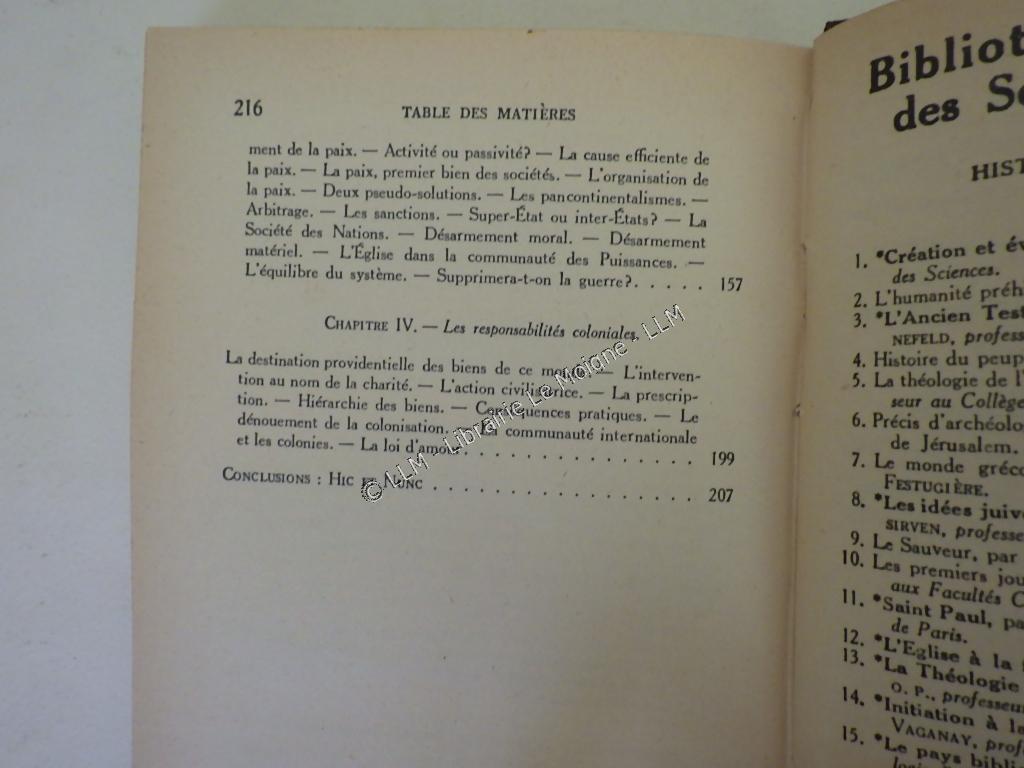 216 TABLE DES MATIÈRES
ment de la paix. — Activité ou passivité? — La cause efficiente de
la paix. — La paix, premier bien des sociétés. — L'organisation de
la paix. — Deux pseudo-solutions. — Les pancontinentalismes. —
Arbitrage. — Les sanctions. — Super-État ou inter-États? — La
Société des Nations. — Désarmement moral. — Désarmement
matériel. — L'Église dans la communauté des Puissances. —
L'équilibre du système. — Supprimera-t-on la guerre?. . . . . 157
CHAPITRE IV. — Les responsabilités coloniales.
La destination providentielle des biens de ce monde. — L'interven-
tion au nom de la charité. — L'action civilisatrice. — La prescrip-
tion. — Hiérarchie des biens. — Conséquences pratiques. — Le
dénouement de la colonisation. — La communauté internationale
et les colonies. — La loi d'amour. . . . . . . . . . . . . . . 199
CONCLUSIONS : HIC ET NUNC . . . . . . . . . . . . . . . . . 207
© LLM - Librairie Le Moigne - LLM
Bibliot
des Sc
HIST
1. *Création et év
des Sciences.
2. L'humanité préh
3. *L'Ancien Test
NEFELD, professe
4. Histoire du peup
5. La théologie de l'
seur au Collège
6. Précis d'archéolo
de Jérusalem.
7. Le monde gréco
FESTUGIÈRE.
8. *Les idées juive
SIRVEN, professe
9. Le Sauveur, par
10. Les premiers jou
aux Facultés C
11. *Saint Paul, pa
de Paris.
12. *L'Eglise à la
13. *La Théologie
O. P., professeur
14. *Initiation à la
VAGANAY, prof
15. *Le pays bibli